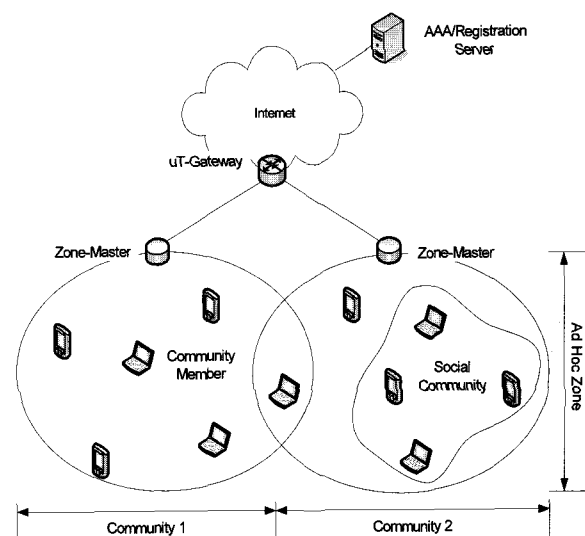 AAA/Registration
Server
Internet
uT-Gateway
Zone-Master
Zone-Master
Community
Member
Social
Community
Ad Hoc Zone
Community 1
Community 2